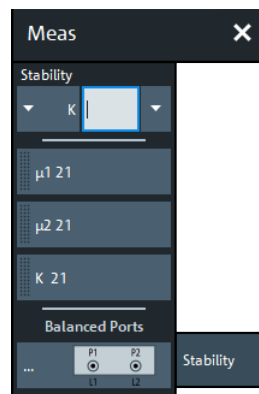 Meas
Stability
K
μ1 21
μ2 21
K 21
Balanced Ports
... P1 P2
L1 L2
Stability